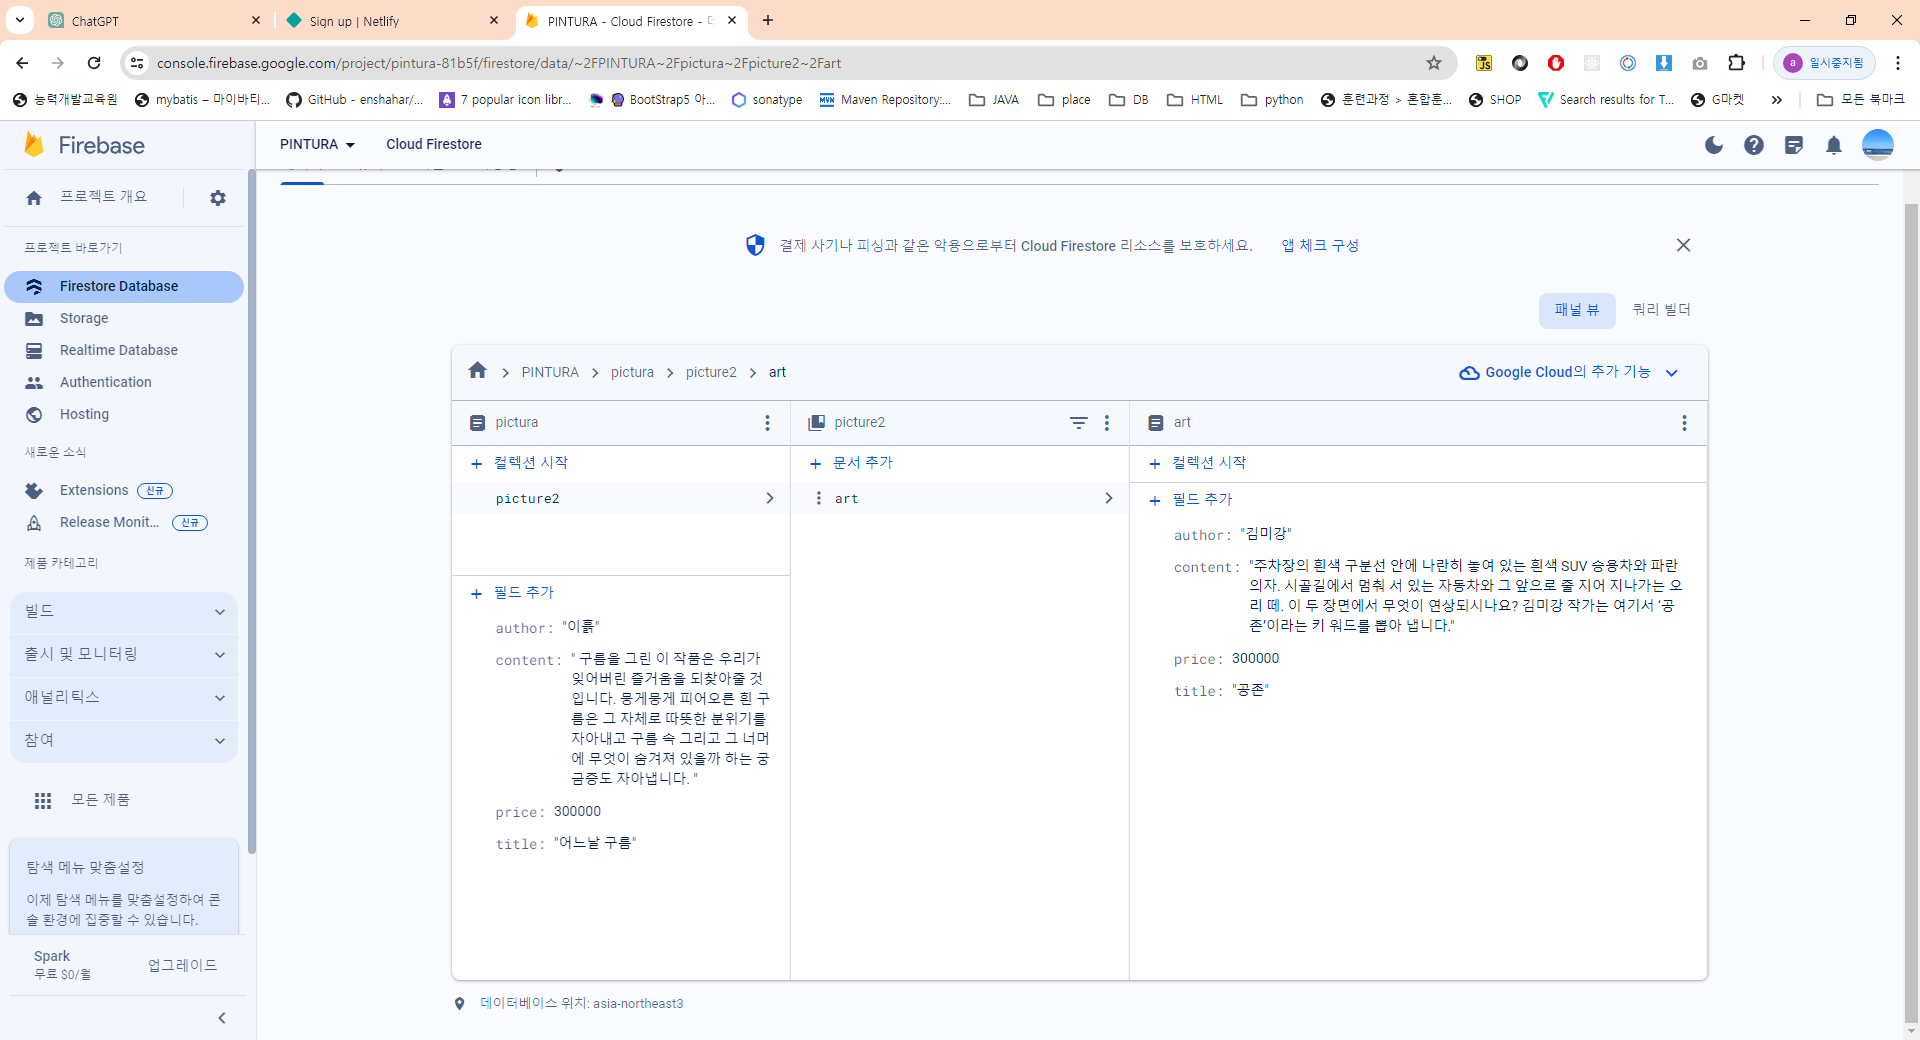 ChatGPT
Sign up | Netlify
PINTURA - Cloud Firestore -
console.firebase.google.com/project/pintura-81b5f/firestore/data/~2FPINTURA~2Fpictura~2Fpicture2~2Fart
JS
a 일시중지됨
능력개발교육원
mybatis – 마이바티...
GitHub - enshahar/...
7 popular icon libr...
BootStrap5 아...
sonatype
MVN Maven Repository:...
JAVA
place
DB
HTML
python
훈련과정 > 혼합훈...
SHOP
Search results for T...
G마켓
모든 북마크
Firebase
PINTURA
Cloud Firestore
프로젝트 개요
프로젝트 바로가기
Firestore Database
Storage
Realtime Database
Authentication
Hosting
새로운 소식
Extensions 신규
Release Monit... 신규
제품 카테고리
빌드
출시 및 모니터링
애널리틱스
참여
모든 제품
탐색 메뉴 맞춤설정
이제 탐색 메뉴를 맞춤설정하여 콘
솔 환경에 집중할 수 있습니다.
Spark
무료 $0/월
업그레이드
결제 사기나 피싱과 같은 악용으로부터 Cloud Firestore 리소스를 보호하세요. 앱 체크 구성
패널 뷰
쿼리 빌더
PINTURA
pictura
picture2
art
Google Cloud의 추가 기능
pictura
컬렉션 시작
picture2
필드 추가
author: "이흙"
content: " 구름을 그린 이 작품은 우리가
잊어버린 즐거움을 되찾아줄 것
입니다. 뭉게뭉게 피어오른 흰 구
름은 그 자체로 따뜻한 분위기를
자아내고 구름 속 그리고 그 너머
에 무엇이 숨겨져 있을까 하는 궁
금증도 자아냅니다. "
price: 300000
title: "어느날 구름"
picture2
문서 추가
art
art
컬렉션 시작
필드 추가
author: "김미강"
content: "주차장의 흰색 구분선 안에 나란히 놓여 있는 흰색 SUV 승용차와 파란
의자. 시골길에서 멈춰 서 있는 자동차와 그 앞으로 줄 지어 지나가는 오
리 떼. 이 두 장면에서 무엇이 연상되시나요? 김미강 작가는 여기서 ‘공
존’이라는 키 워드를 뽑아 냅니다."
price: 300000
title: "공존"
데이터베이스 위치: asia-northeast3